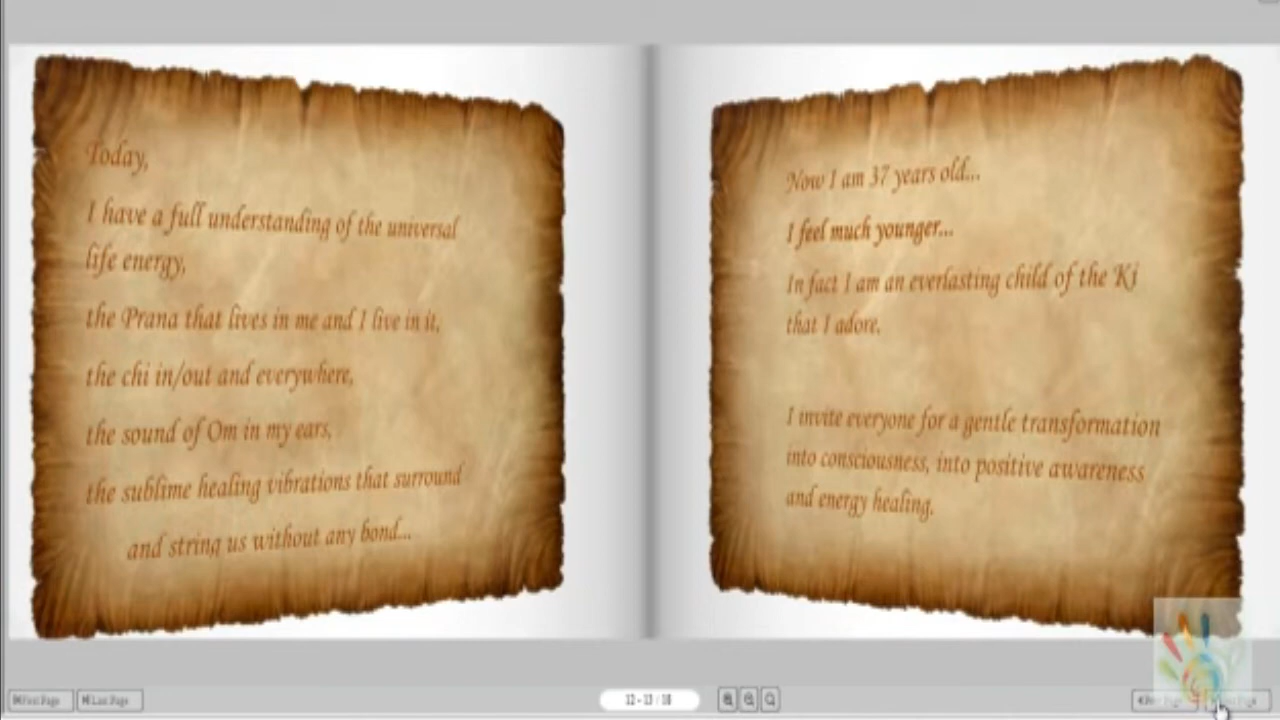 Today,
I have a full understanding of the universal
life energy,
the Prana that lives in me and I live in it,
the chi in/out and everywhere,
the sound of Om in my ears,
the sublime healing vibrations that surround
and string us without any bond...
Now I am 37 years old...
I feel much younger...
In fact I am an everlasting child of the Ki
that I adore.
I invite everyone for a gentle transformation
into consciousness, into positive awareness
and energy healing.
First Page
Last Page